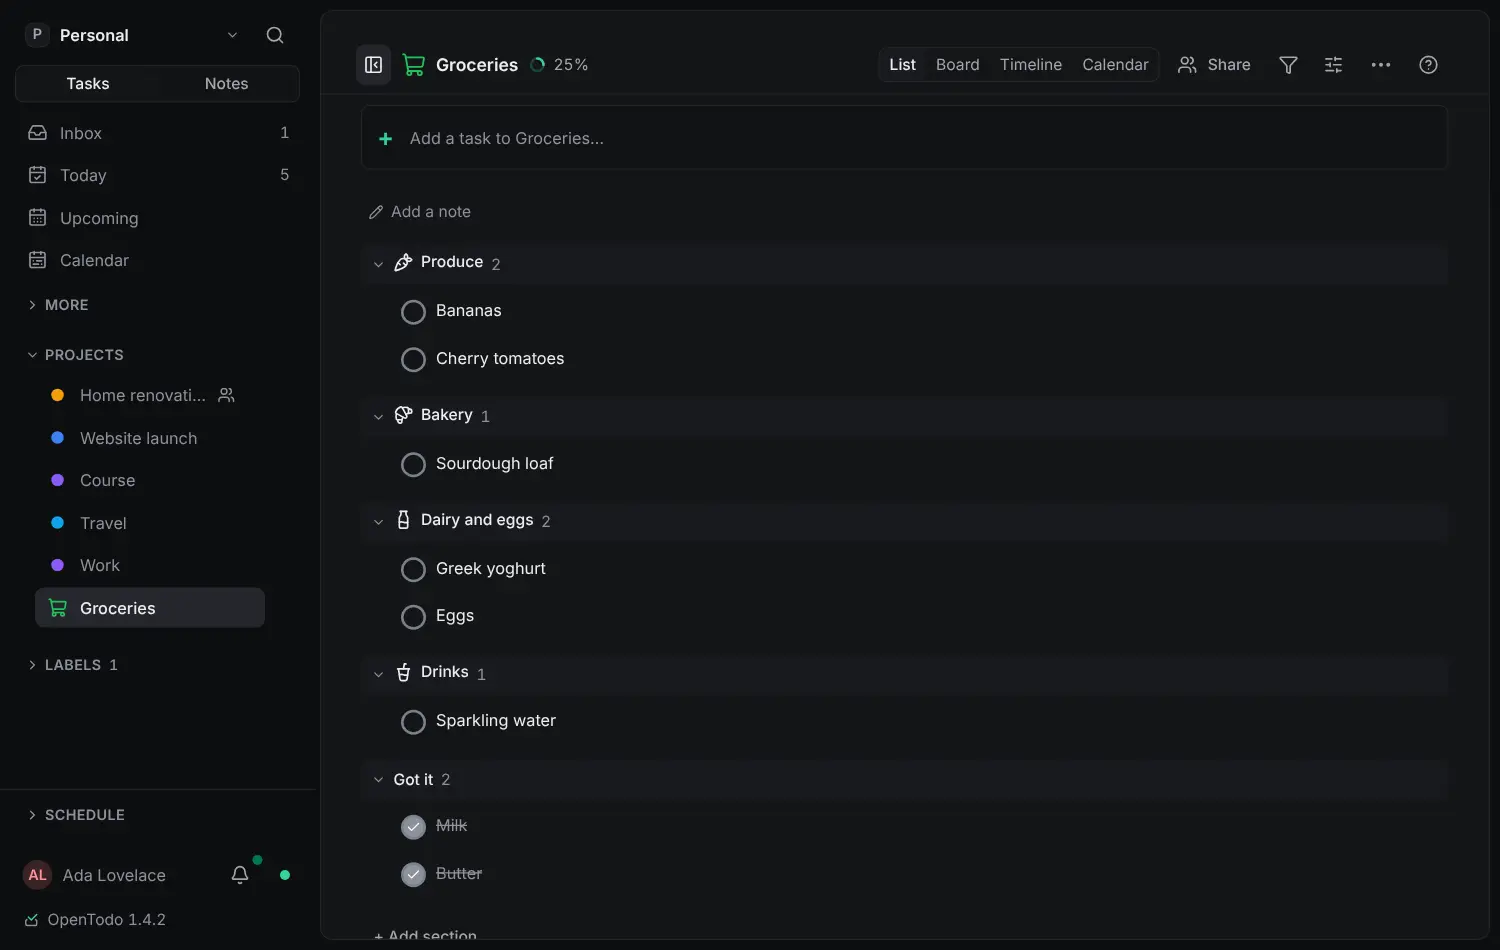 P Personal
Tasks Notes
Inbox 1
Today 5
Upcoming
Calendar
MORE
PROJECTS
Home renovati...
Website launch
Course
Travel
Work
Groceries
LABELS 1
SCHEDULE
AL Ada Lovelace
OpenTodo 1.4.2
Groceries 25%
List Board Timeline Calendar Share
Add a task to Groceries...
Add a note
Produce 2
Bananas
Cherry tomatoes
Bakery 1
Sourdough loaf
Dairy and eggs 2
Greek yoghurt
Eggs
Drinks 1
Sparkling water
Got it 2
Milk
Butter
+ Add section